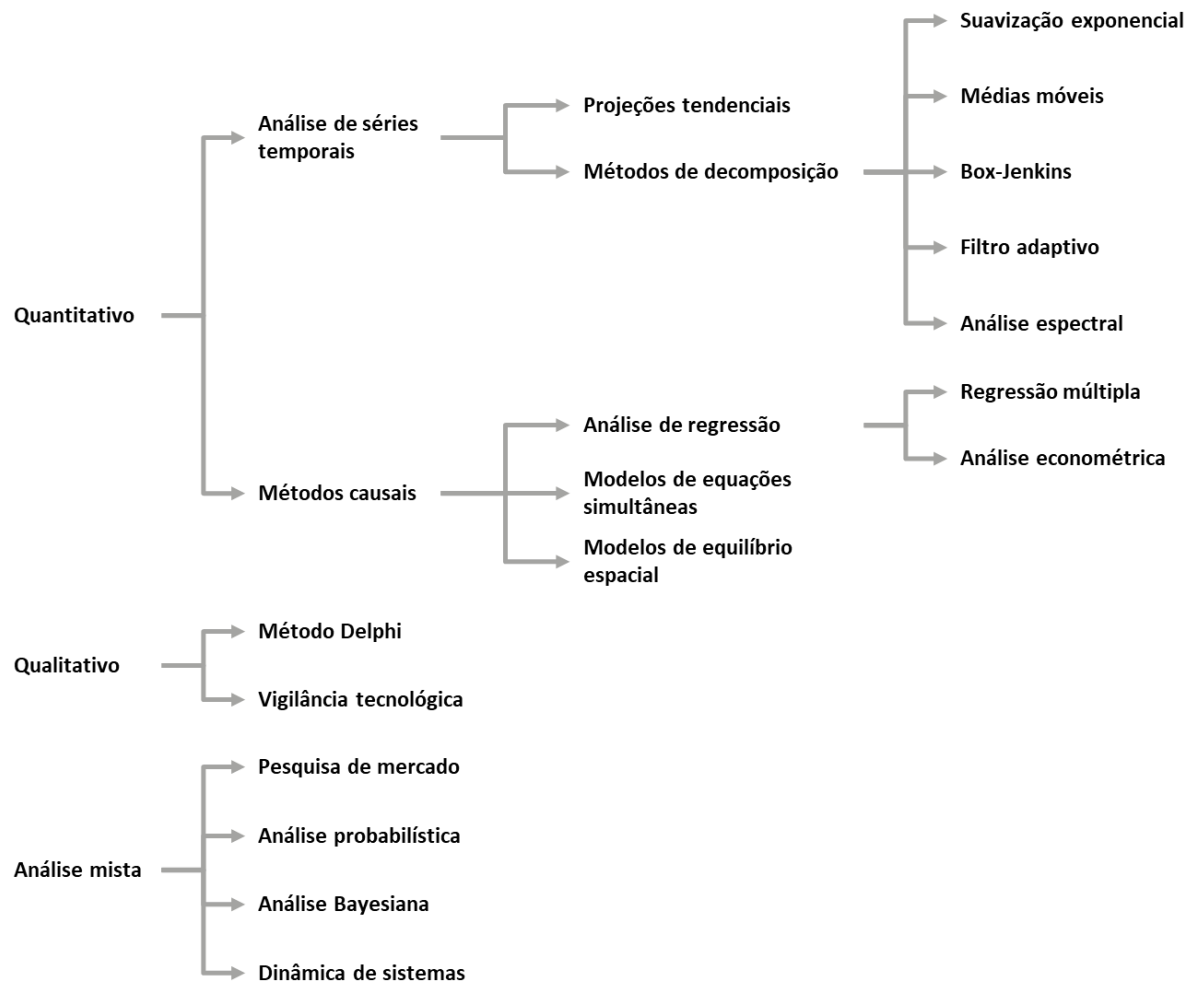 Quantitativo
Análise de séries
temporais
Projeções tendenciais
Métodos de decomposição
Suavização exponencial
Médias móveis
Box-Jenkins
Filtro adaptivo
Análise espectral
Métodos causais
Análise de regressão
Regressão múltipla
Análise econométrica
Modelos de equações
simultâneas
Modelos de equilíbrio
espacial
Qualitativo
Método Delphi
Vigilância tecnológica
Análise mista
Pesquisa de mercado
Análise probabilística
Análise Bayesiana
Dinâmica de sistemas